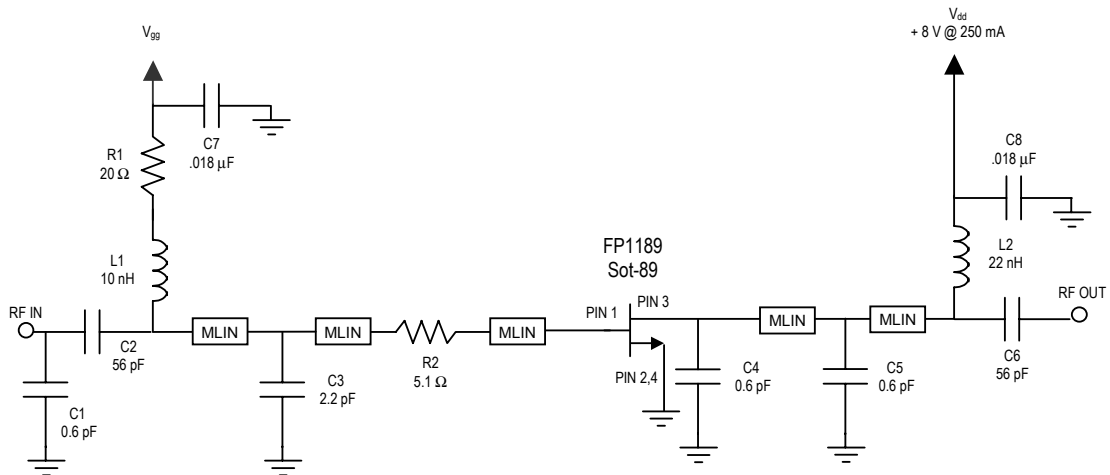 Vgg
Vdd
+ 8 V @ 250 mA
C7
.018 μF
R1
20 Ω
C8
.018 μF
L1
10 nH
FP1189
Sot-89
L2
22 nH
RF IN
C2
56 pF
MLIN
MLIN
R2
5.1 Ω
MLIN
PIN 1
PIN 3
PIN 2,4
MLIN
MLIN
C6
56 pF
RF OUT
C1
0.6 pF
C3
2.2 pF
C4
0.6 pF
C5
0.6 pF